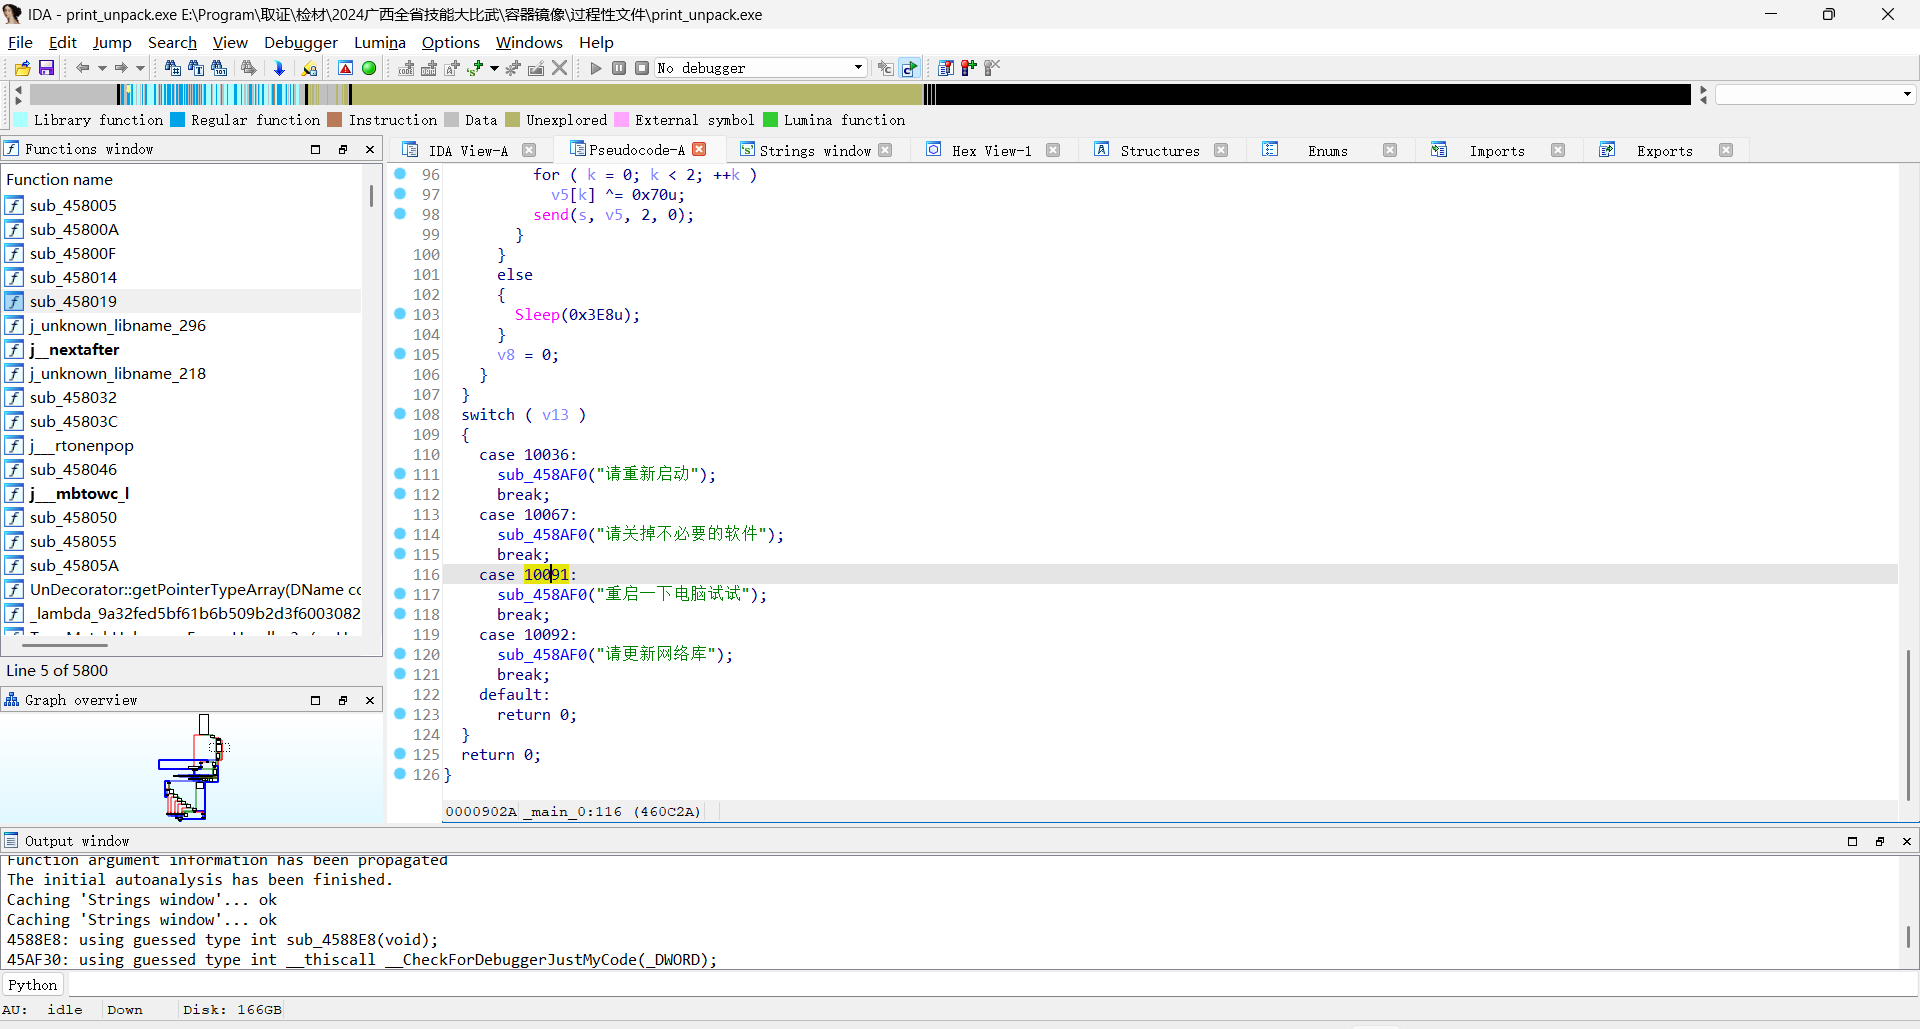 IDA - print_unpack.exe E:\Program\取证\检材\2024广西全省技能大比武\容器镜像\过程性文件\print_unpack.exe
File Edit Jump Search View Debugger Lumina Options Windows Help
No debugger
Library function Regular function Instruction Data Unexplored External symbol Lumina function
Functions window
IDA View-A Pseudocode-A Strings window Hex View-1 Structures Enums Imports Exports
Function name
sub_458005
sub_45800A
sub_45800F
sub_458014
sub_458019
j_unknown_libname_296
j__nextafter
j_unknown_libname_218
sub_458032
sub_45803C
j___rtonenpop
sub_458046
j___mbtowc_l
sub_458050
sub_458055
sub_45805A
UnDecorator::getPointerTypeArray(DName cc
_lambda_9a32fed5bf61b6b509b2d3f6003082
Line 5 of 5800
Graph overview
96 for ( k = 0; k < 2; ++k )
97 v5[k] ^= 0x70u;
98 send(s, v5, 2, 0);
99 }
100 }
101 else
102 {
103 Sleep(0x3E8u);
104 }
105 v8 = 0;
106 }
107 }
108 switch ( v13 )
109 {
110 case 10036:
111 sub_458AF0("请重新启动");
112 break;
113 case 10067:
114 sub_458AF0("请关掉不必要的软件");
115 break;
116 case 10091:
117 sub_458AF0("重启一下电脑试试");
118 break;
119 case 10092:
120 sub_458AF0("请更新网络库");
121 break;
122 default:
123 return 0;
124 }
125 return 0;
126 }
0000902A _main_0:116 (460C2A)
Output window
Function argument information has been propagated
The initial autoanalysis has been finished.
Caching 'Strings window'... ok
Caching 'Strings window'... ok
4588E8: using guessed type int sub_4588E8(void);
45AF30: using guessed type int __thiscall __CheckForDebuggerJustMyCode(_DWORD);
Python
AU: idle Down Disk: 166GB